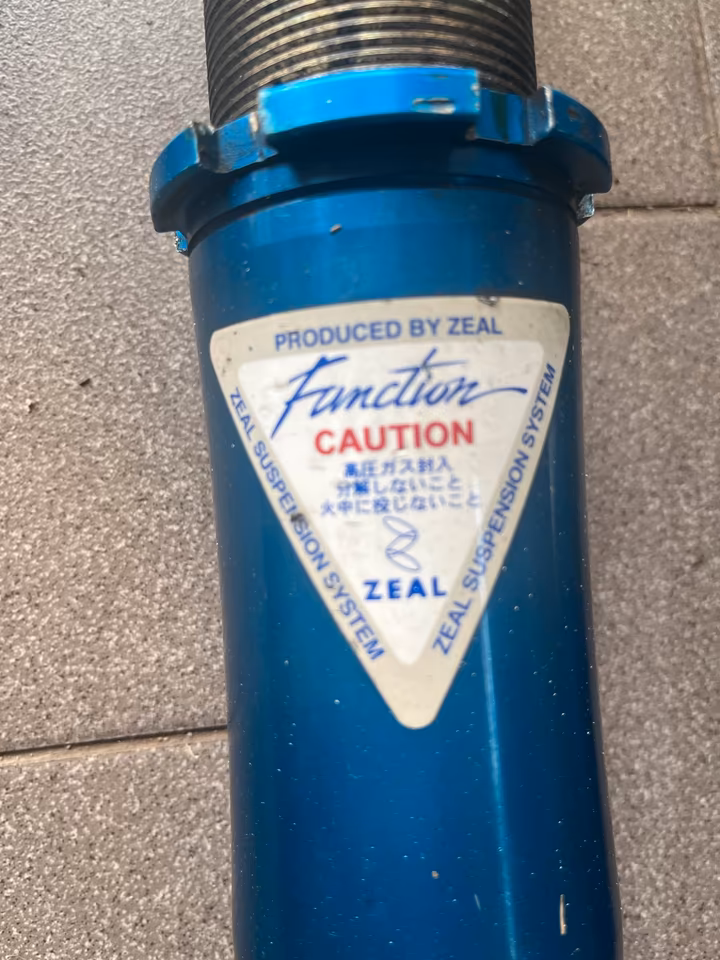 PRODUCED BY ZEAL
Function
CAUTION
高圧ガス封入
分解しないこと
火中に投じないこと
ZEAL
ZEAL SUSPENSION SYSTEM
ZEAL SUSPENSION SYSTEM